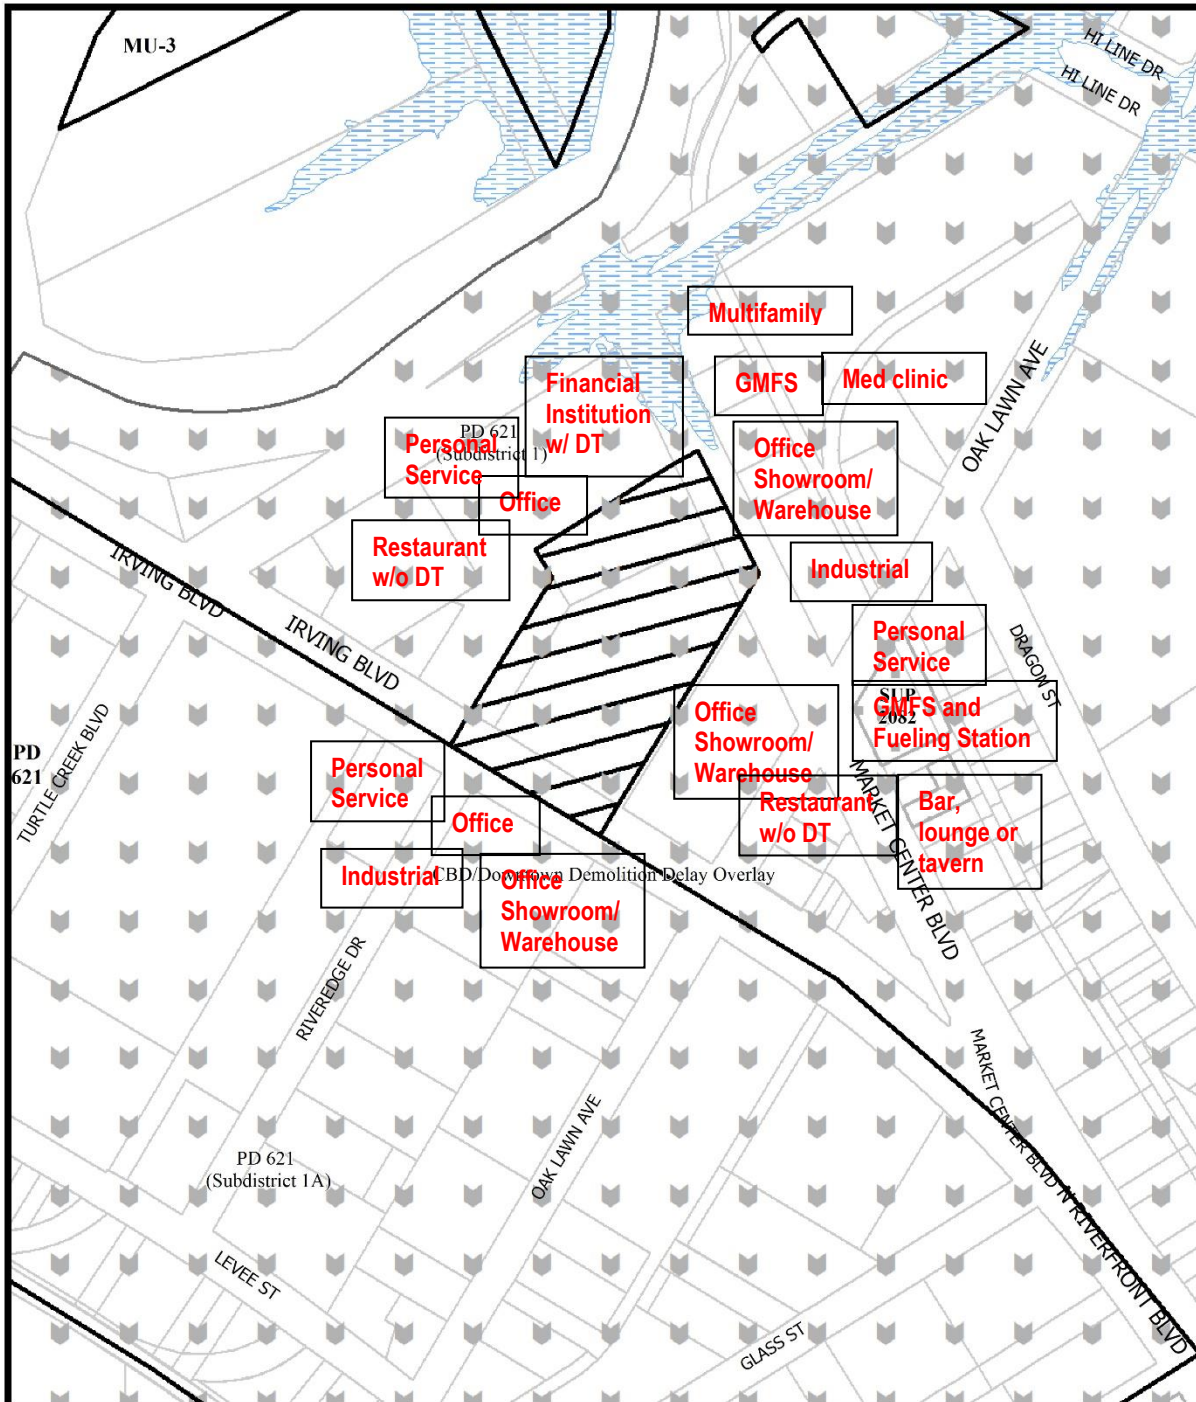 MU-3
HI LINE DR
HI LINE DR
Multifamily
OAK LAWN AVE
Financial
Institution
w/ DT
GMFS
Med clinic
PD 621
(Subdistrict 1)
Personal
Service
Office
Showroom/
Warehouse
Office
Restaurant
w/o DT
IRVING BLVD
IRVING BLVD
Industrial
Personal
Service
DRAGON ST
SUP
2082
GMFS and
Fueling Station
Office
Showroom/
Warehouse
PD
621
TURTLE CREEK BLVD
Personal
Service
Office
Restaurant
w/o DT
MARKET CENTER BLVD
Bar,
lounge or
tavern
Industrial
CBD/Downtown Demolition Delay Overlay
Office
Showroom/
Warehouse
RIVEREDGE DR
MARKET CENTER BLVD
OAK LAWN AVE
PD 621
(Subdistrict 1A)
N RIVERFRONT BLVD
LEVEE ST
GLASS ST